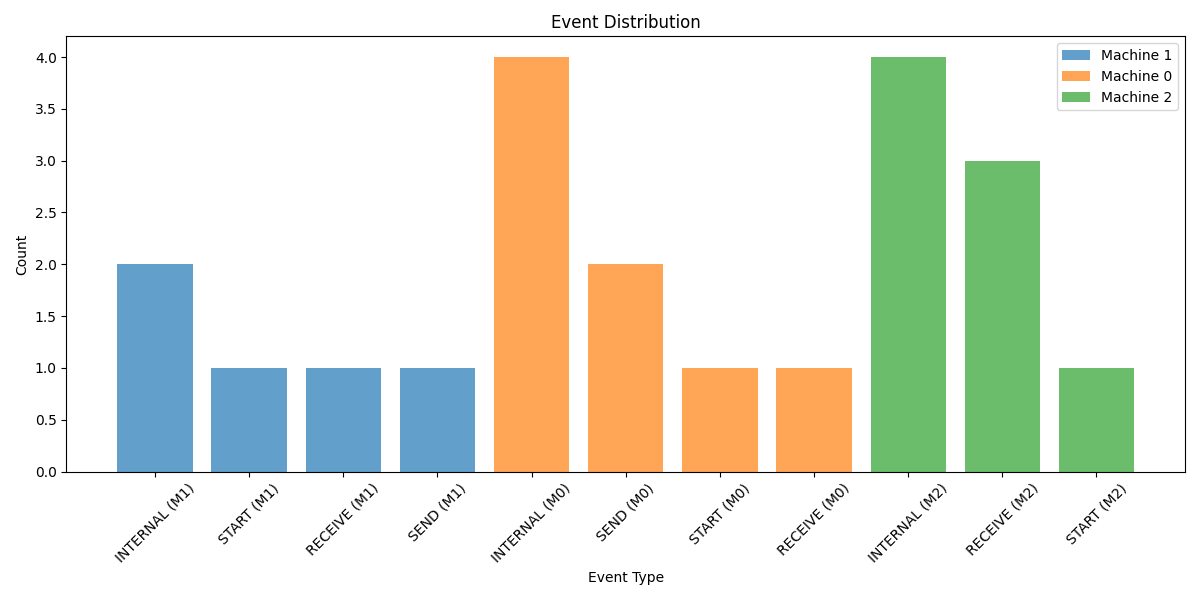 Event Distribution
Machine 1
Machine 0
Machine 2
Count
4.0
3.5
3.0
2.5
2.0
1.5
1.0
0.5
0.0
INTERNAL (M1)
START (M1)
RECEIVE (M1)
SEND (M1)
INTERNAL (M0)
SEND (M0)
START (M0)
RECEIVE (M0)
INTERNAL (M2)
RECEIVE (M2)
START (M2)
Event Type